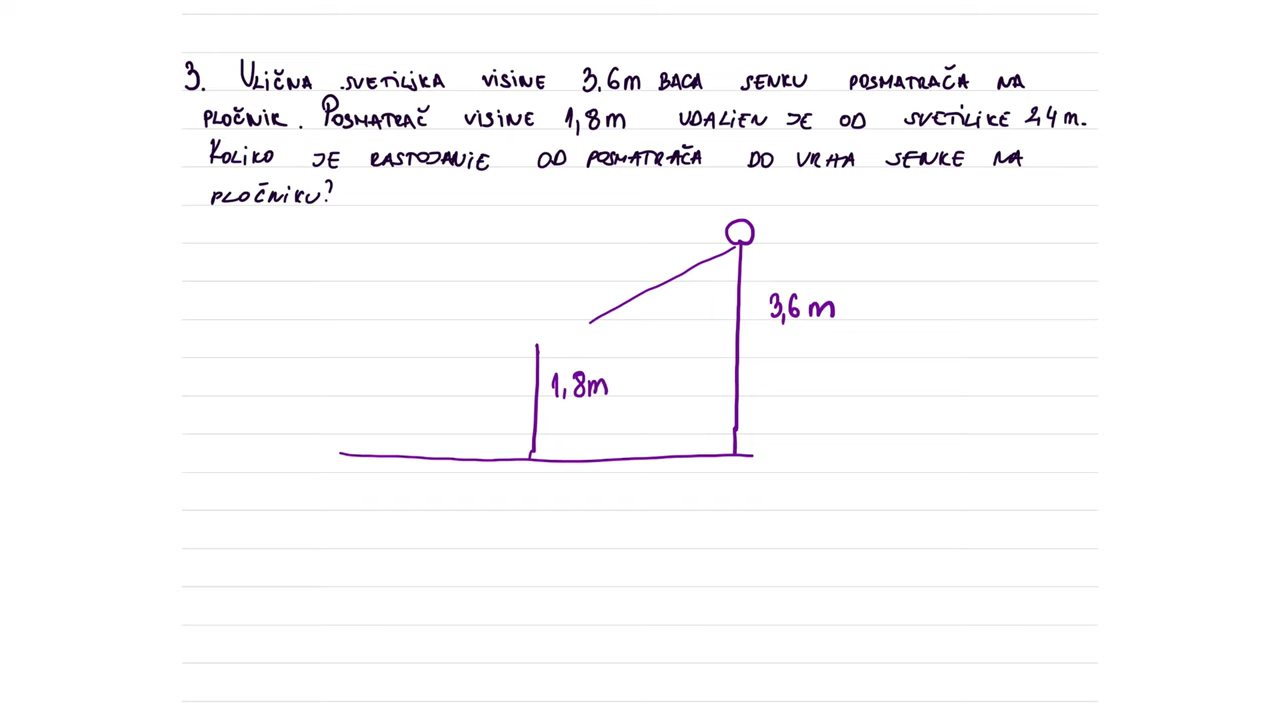 3. Ulična svetiljka visine 3,6m baca senku posmatrača na
pločnik. Posmatrač visine 1,8m udaljen je od svetiljke 2,4m.
Koliko je rastojanje od posmatrača do vrha senke na
pločniku?
3,6m
1,8m